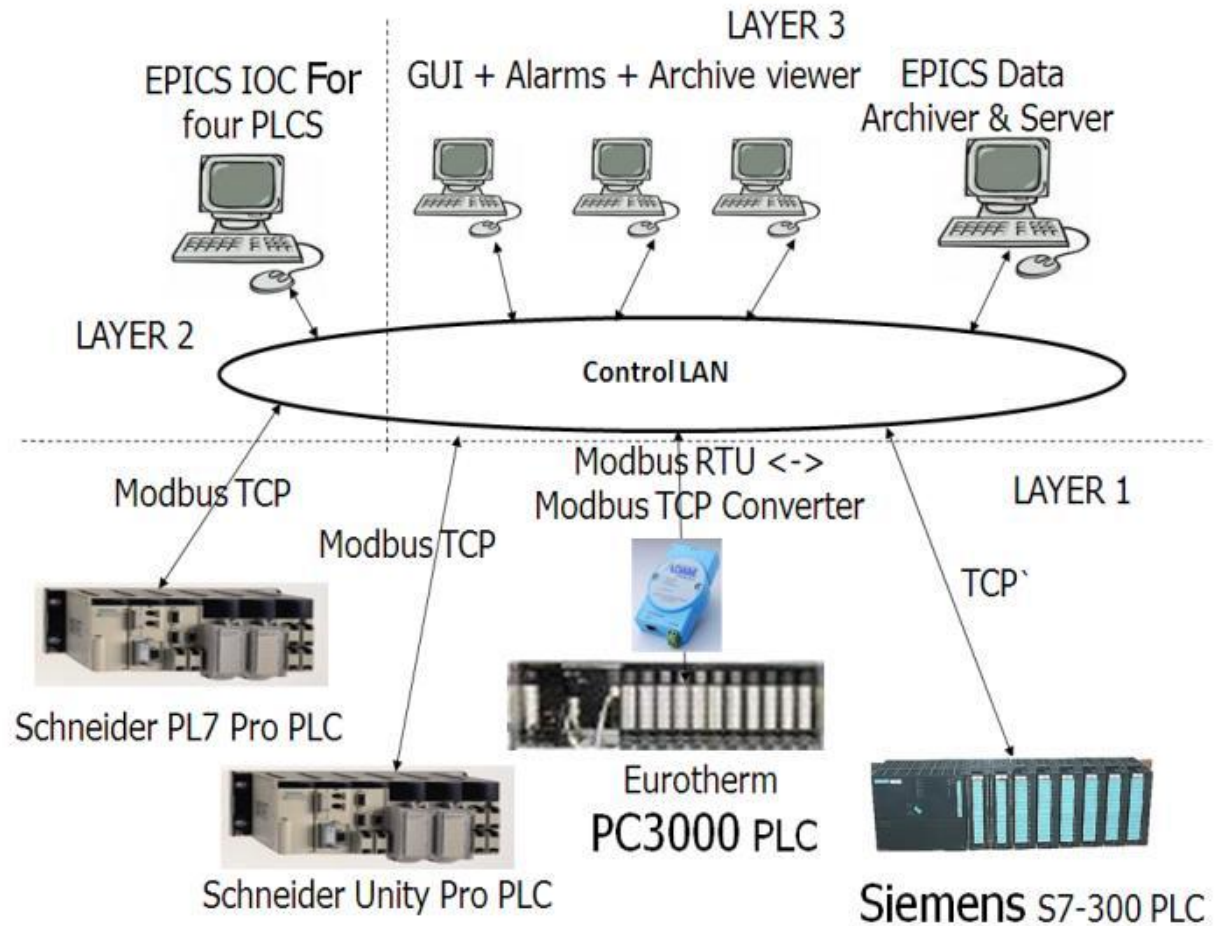 LAYER 3
EPICS IOC For
four PLCS
GUI + Alarms + Archive viewer
EPICS Data
Archiver & Server
LAYER 2
Control LAN
Modbus TCP
Modbus TCP
Modbus RTU <->
Modbus TCP Converter
LAYER 1
TCP`
Schneider PL7 Pro PLC
Schneider Unity Pro PLC
Eurotherm
PC3000 PLC
Siemens S7-300 PLC